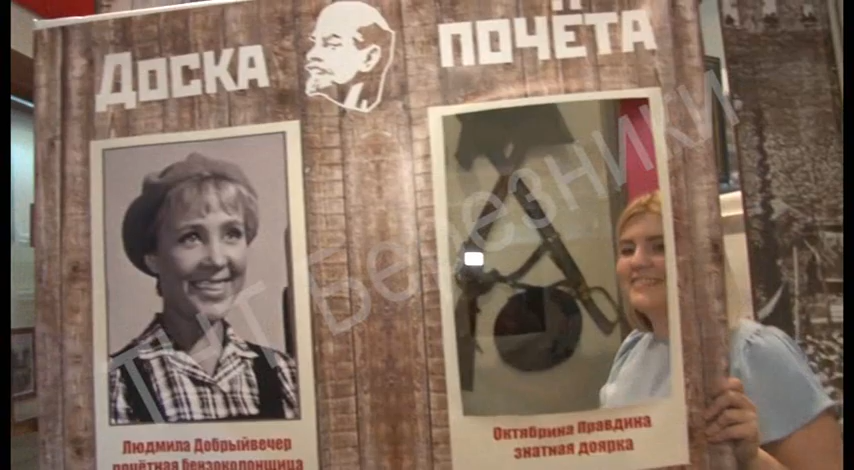 ДОСКА ПОЧЁТА
Людмила Добрыйвечер
почётная бензоколонщица
Октябрина Правдина
знатная доярка
ТНТ Березники